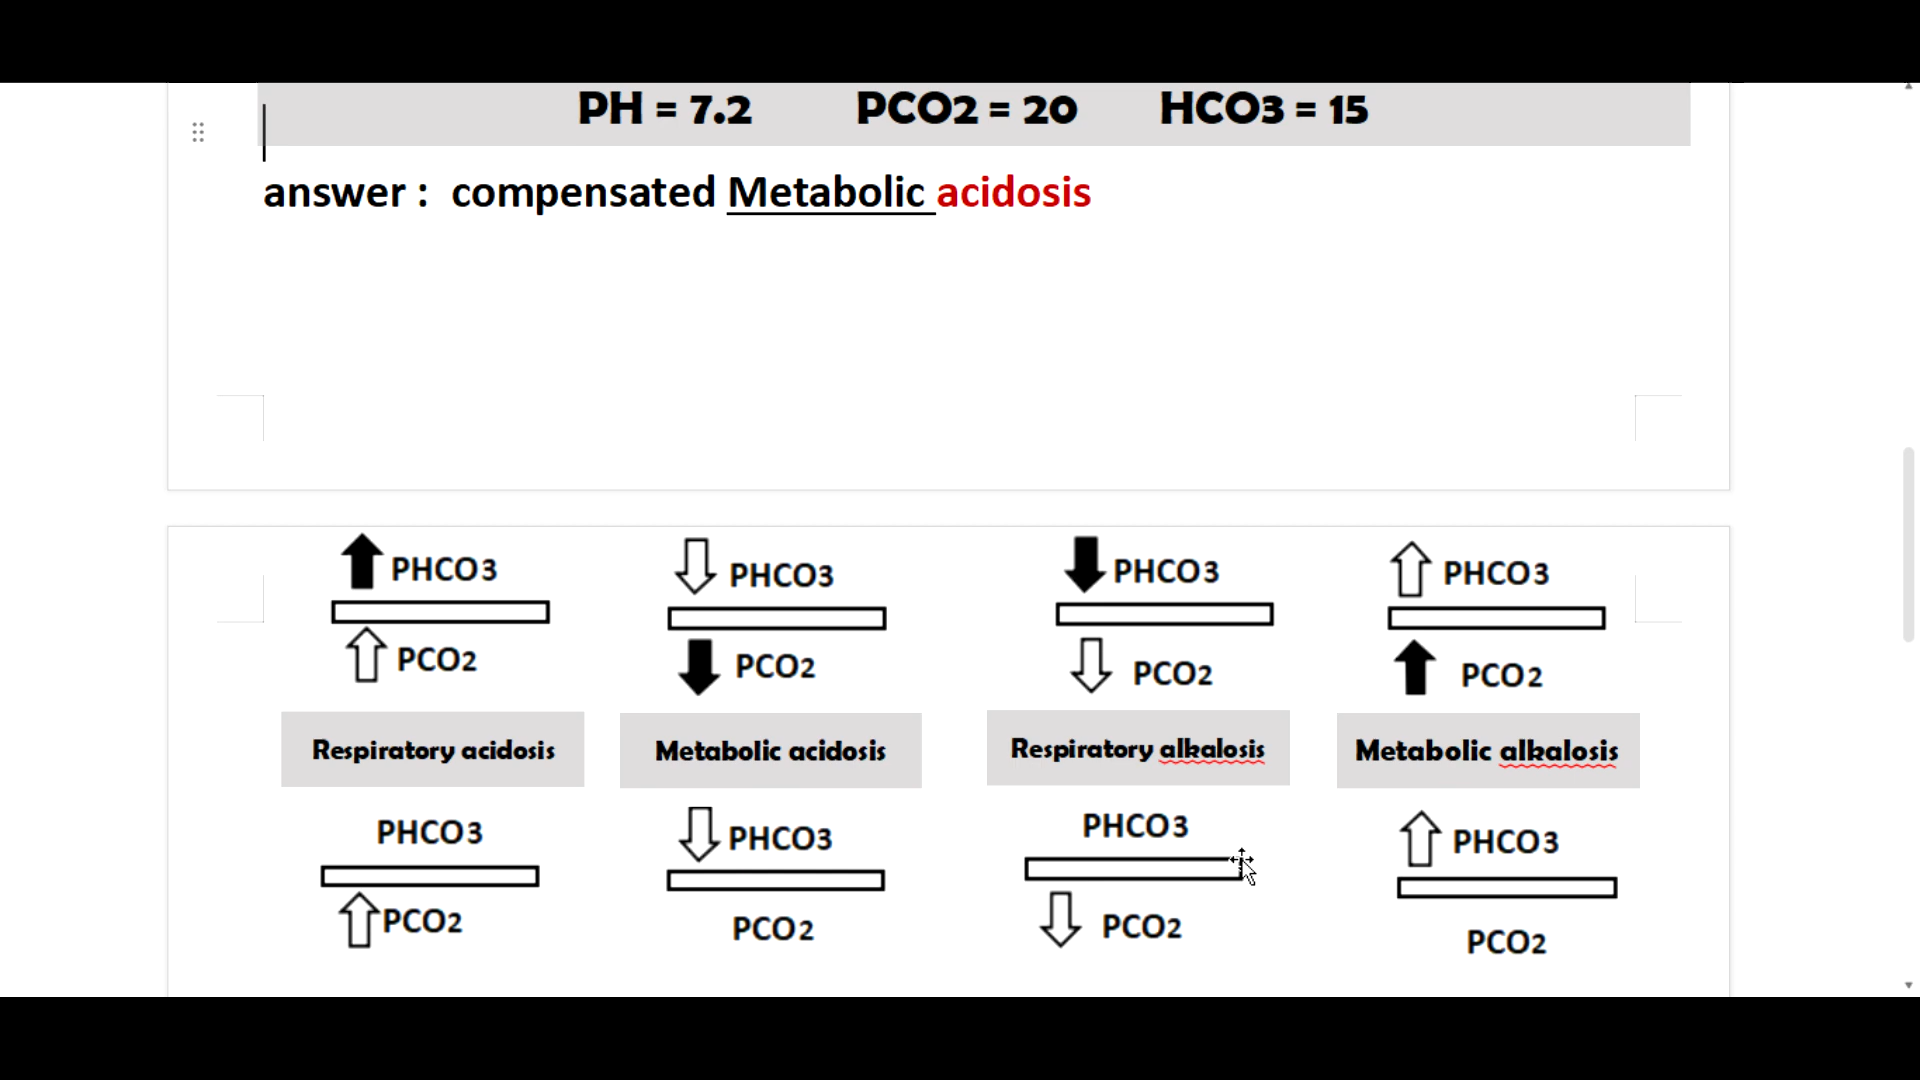 PH = 7.2 PCO2 = 20 HCO3 = 15
answer : compensated Metabolic acidosis
PHCO3 PHCO3 PHCO3 PHCO3
PCO2 PCO2 PCO2 PCO2
Respiratory acidosis Metabolic acidosis Respiratory alkalosis Metabolic alkalosis
PHCO3 PHCO3 PHCO3 PHCO3
PCO2 PCO2 PCO2 PCO2